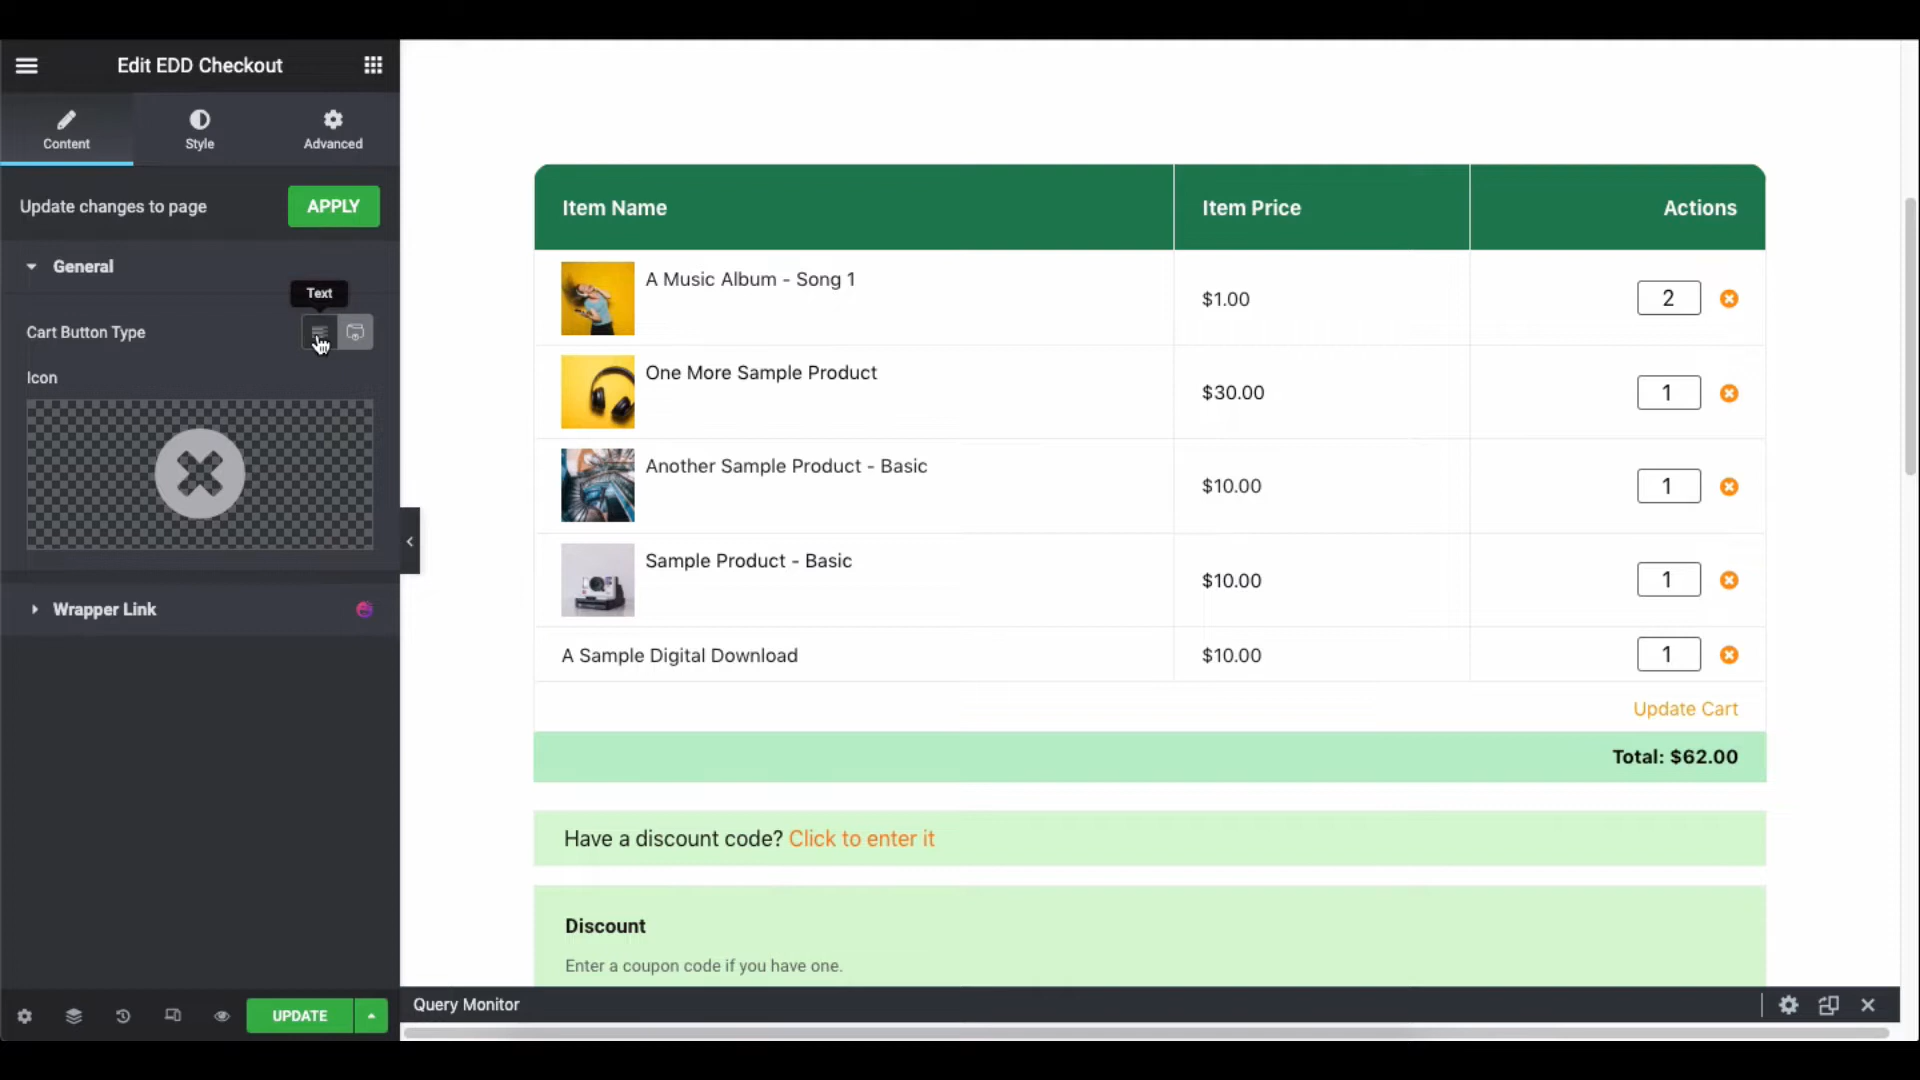 Edit EDD Checkout
Content
Style
Advanced
Update changes to page
APPLY
General
Text
Cart Button Type
Icon
Wrapper Link
UPDATE
Item Name
Item Price
Actions
A Music Album - Song 1
$1.00
2
One More Sample Product
$30.00
1
Another Sample Product - Basic
$10.00
1
Sample Product - Basic
$10.00
1
A Sample Digital Download
$10.00
1
Update Cart
Total: $62.00
Have a discount code? Click to enter it
Discount
Enter a coupon code if you have one.
Query Monitor